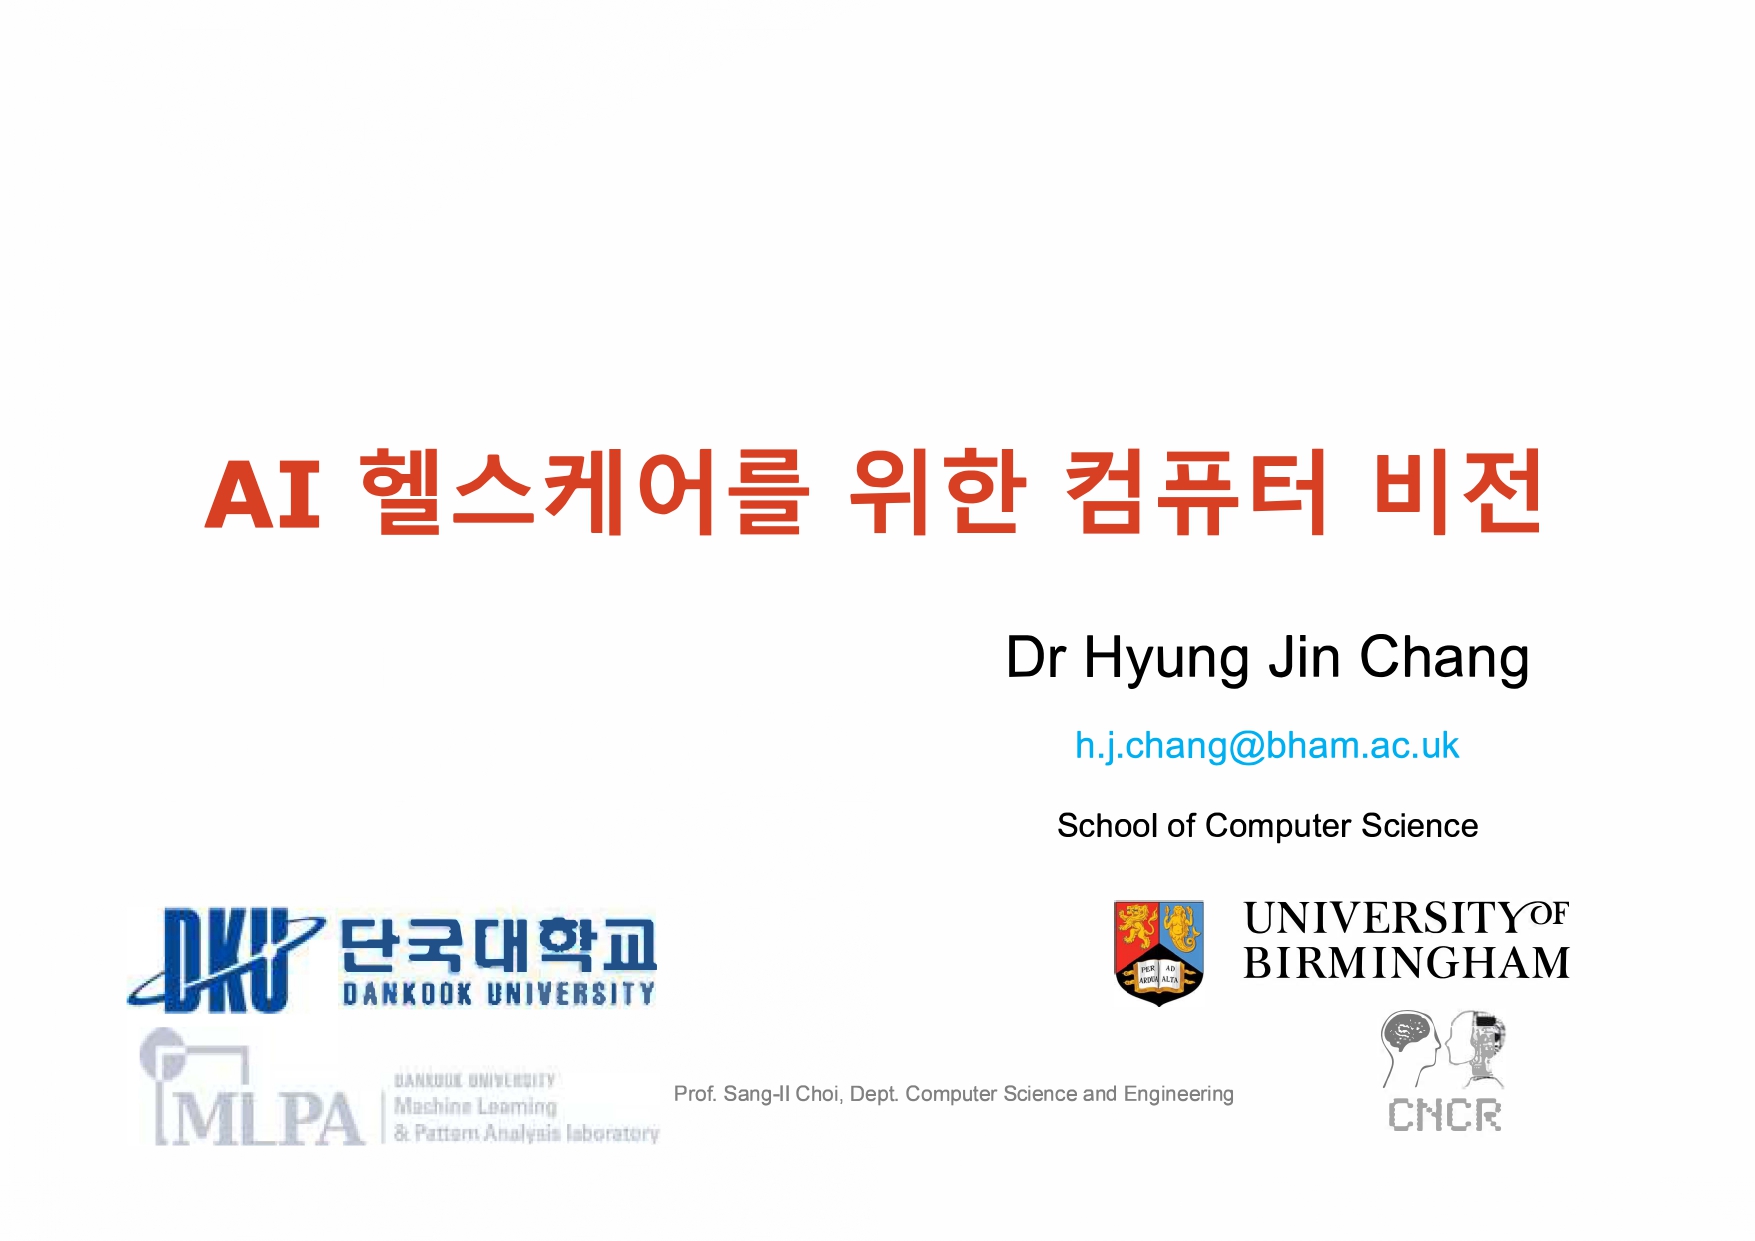 AI 헬스케어를 위한 컴퓨터 비전
Dr Hyung Jin Chang
h.j.chang@bham.ac.uk
School of Computer Science
DKU 단국대학교
DANKOOK UNIVERSITY
UNIVERSITY OF
BIRMINGHAM
PER AD
ARDUA ALTA
MLPA
DANKOOK UNIVERSITY
Machine Learning
& Pattern Analysis laboratory
Prof. Sang-Il Choi, Dept. Computer Science and Engineering
CNCR